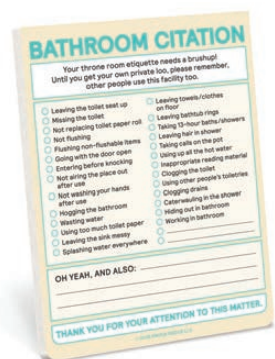 BATHROOM CITATION
Your throne room etiquette needs a brushup!
Until you get your own private loo, please remember,
other people use this facility too.
Leaving the toilet seat up
Missing the toilet
Not replacing toilet paper roll
Not flushing
Flushing non-flushable items
Going with the door open
Entering before knocking
Not airing the place out
after use
Not washing your hands
after use
Hogging the bathroom
Wasting water
Using too much toilet paper
Leaving the sink messy
Splashing water everywhere
Leaving towels/clothes
on floor
Leaving bathtub rings
Taking 13-hour baths/showers
Leaving hair in shower
Taking calls on the pot
Using up all the hot water
Inappropriate reading material
Clogging the toilet
Using other people's toiletries
Clogging drains
Caterwauling in the shower
Hiding out in bathroom
Working in bathroom
OH YEAH, AND ALSO:
THANK YOU FOR YOUR ATTENTION TO THIS MATTER.